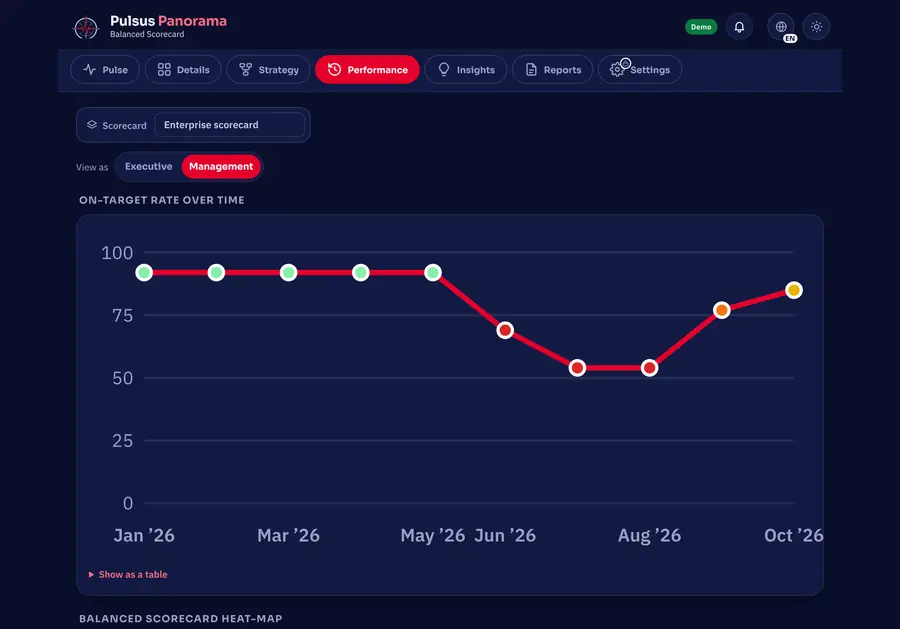 Pulsus Panorama
Balanced Scorecard
Demo
EN
Pulse
Details
Strategy
Performance
Insights
Reports
Settings
Scorecard
Enterprise scorecard
View as
Executive
Management
ON-TARGET RATE OVER TIME
100
75
50
25
0
Jan ’26
Mar ’26
May ’26
Jun ’26
Aug ’26
Oct ’26
Show as a table
BALANCED SCORECARD HEAT-MAP